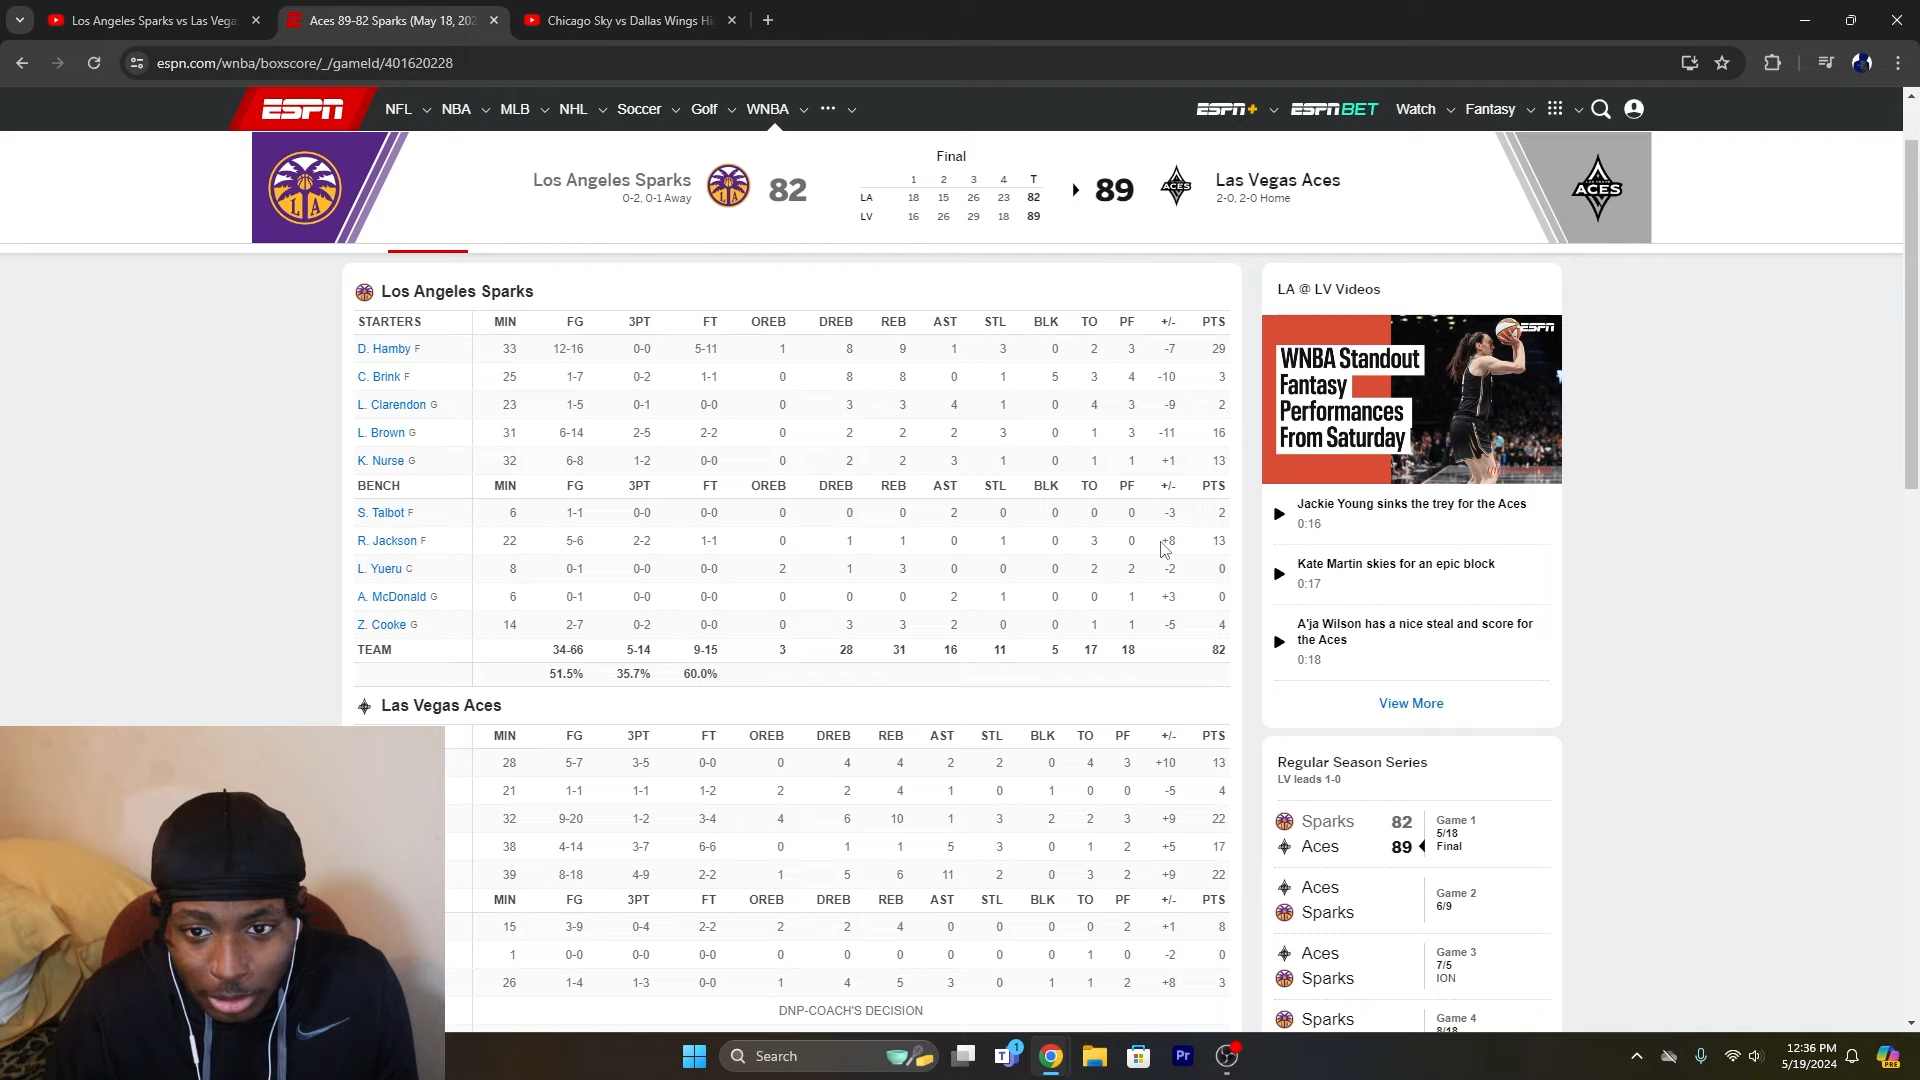 Los Angeles Sparks vs Las Vega
Aces 89-82 Sparks (May 18, 202
Chicago Sky vs Dallas Wings Hi
espn.com/wnba/boxscore/_/gameId/401620228
ESPN NFL NBA MLB NHL Soccer Golf WNBA ESPN+ ESPN BET Watch Fantasy
Final
Los Angeles Sparks 82 89 Las Vegas Aces
0-2, 0-1 Away 2-0, 2-0 Home
1 2 3 4 T
LA 18 15 26 23 82
LV 16 26 29 18 89
LA
ACES
ACES
Los Angeles Sparks
STARTERS MIN FG 3PT FT OREB DREB REB AST STL BLK TO PF +/- PTS
D. Hamby F 33 12-16 0-0 5-11 1 8 9 1 3 0 2 3 -7 29
C. Brink F 25 1-7 0-2 1-1 0 8 8 0 1 5 3 4 -10 3
L. Clarendon G 23 1-5 0-1 0-0 0 3 3 4 1 0 4 3 -9 2
L. Brown G 31 6-14 2-5 2-2 0 2 2 2 3 0 1 3 -11 16
K. Nurse G 32 6-8 1-2 0-0 0 2 2 3 1 0 1 1 +1 13
BENCH MIN FG 3PT FT OREB DREB REB AST STL BLK TO PF +/- PTS
S. Talbot F 6 1-1 0-0 0-0 0 0 0 2 0 0 0 0 -3 2
R. Jackson F 22 5-6 2-2 1-1 0 1 1 0 1 0 3 0 +8 13
L. Yueru C 8 0-1 0-0 0-0 2 1 3 0 0 0 2 2 -2 0
A. McDonald G 6 0-1 0-0 0-0 0 0 0 2 1 0 0 1 +3 0
Z. Cooke G 14 2-7 0-2 0-0 0 3 3 2 0 0 1 1 -5 4
TEAM 34-66 5-14 9-15 3 28 31 16 11 5 17 18 82
51.5% 35.7% 60.0%
Las Vegas Aces
MIN FG 3PT FT OREB DREB REB AST STL BLK TO PF +/- PTS
28 5-7 3-5 0-0 0 4 4 2 2 0 4 3 +10 13
21 1-1 1-1 1-2 2 2 4 1 0 1 0 0 -5 4
32 9-20 1-2 3-4 4 6 10 1 3 2 2 3 +9 22
38 4-14 3-7 6-6 0 1 1 5 3 0 1 2 +5 17
39 8-18 4-9 2-2 1 5 6 11 2 0 3 2 +9 22
MIN FG 3PT FT OREB DREB REB AST STL BLK TO PF +/- PTS
15 3-9 0-4 2-2 2 2 4 0 0 0 0 2 +1 8
1 0-0 0-0 0-0 0 0 0 0 0 0 1 0 -2 0
26 1-4 1-3 0-0 1 4 5 3 0 1 1 2 +8 3
DNP-COACH'S DECISION
LA @ LV Videos
ESPN
WNBA Standout
Fantasy
Performances
From Saturday
Jackie Young sinks the trey for the Aces
0:16
Kate Martin skies for an epic block
0:17
A'ja Wilson has a nice steal and score for
the Aces
0:18
View More
Regular Season Series
LV leads 1-0
Sparks 82 Game 1
5/18
Aces 89 Final
Aces Game 2
Sparks 6/9
Aces Game 3
7/5
Sparks ION
Sparks Game 4
8/18
Search
1
Pr
12:36 PM
5/19/2024
PRE